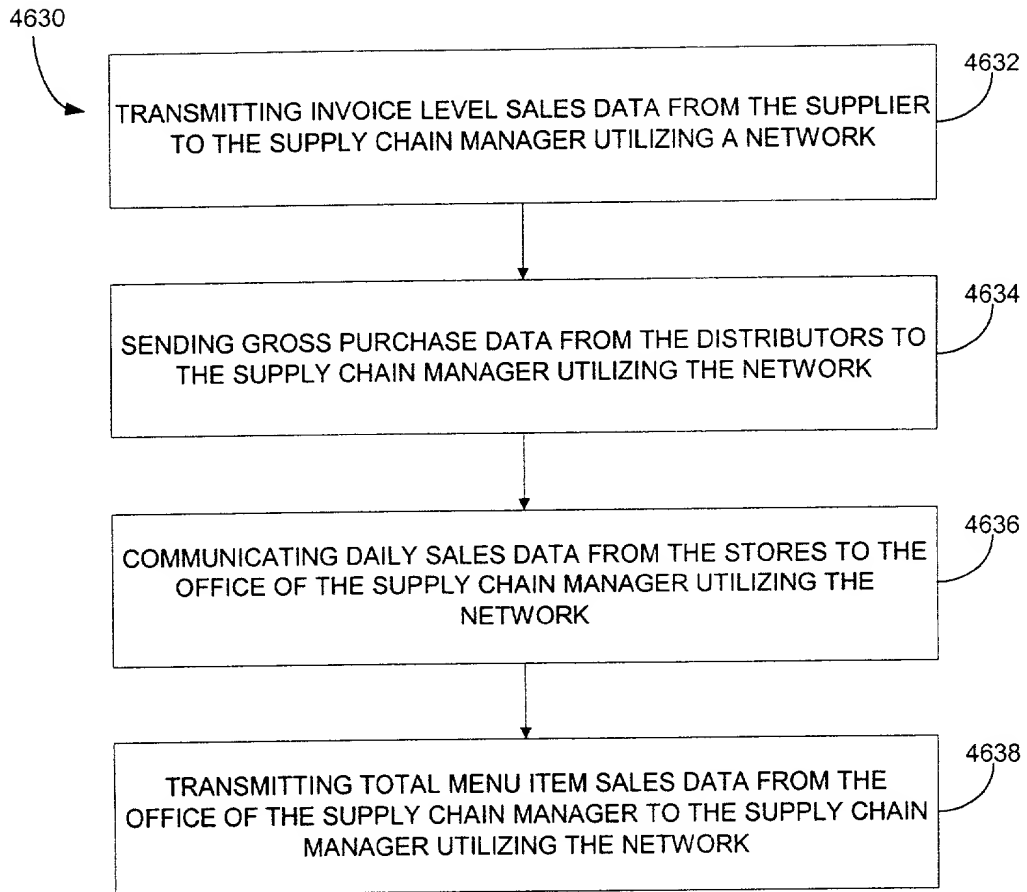 4630
4632
TRANSMITTING INVOICE LEVEL SALES DATA FROM THE SUPPLIER
TO THE SUPPLY CHAIN MANAGER UTILIZING A NETWORK
4634
SENDING GROSS PURCHASE DATA FROM THE DISTRIBUTORS TO
THE SUPPLY CHAIN MANAGER UTILIZING THE NETWORK
4636
COMMUNICATING DAILY SALES DATA FROM THE STORES TO THE
OFFICE OF THE SUPPLY CHAIN MANAGER UTILIZING THE
NETWORK
4638
TRANSMITTING TOTAL MENU ITEM SALES DATA FROM THE
OFFICE OF THE SUPPLY CHAIN MANAGER TO THE SUPPLY CHAIN
MANAGER UTILIZING THE NETWORK